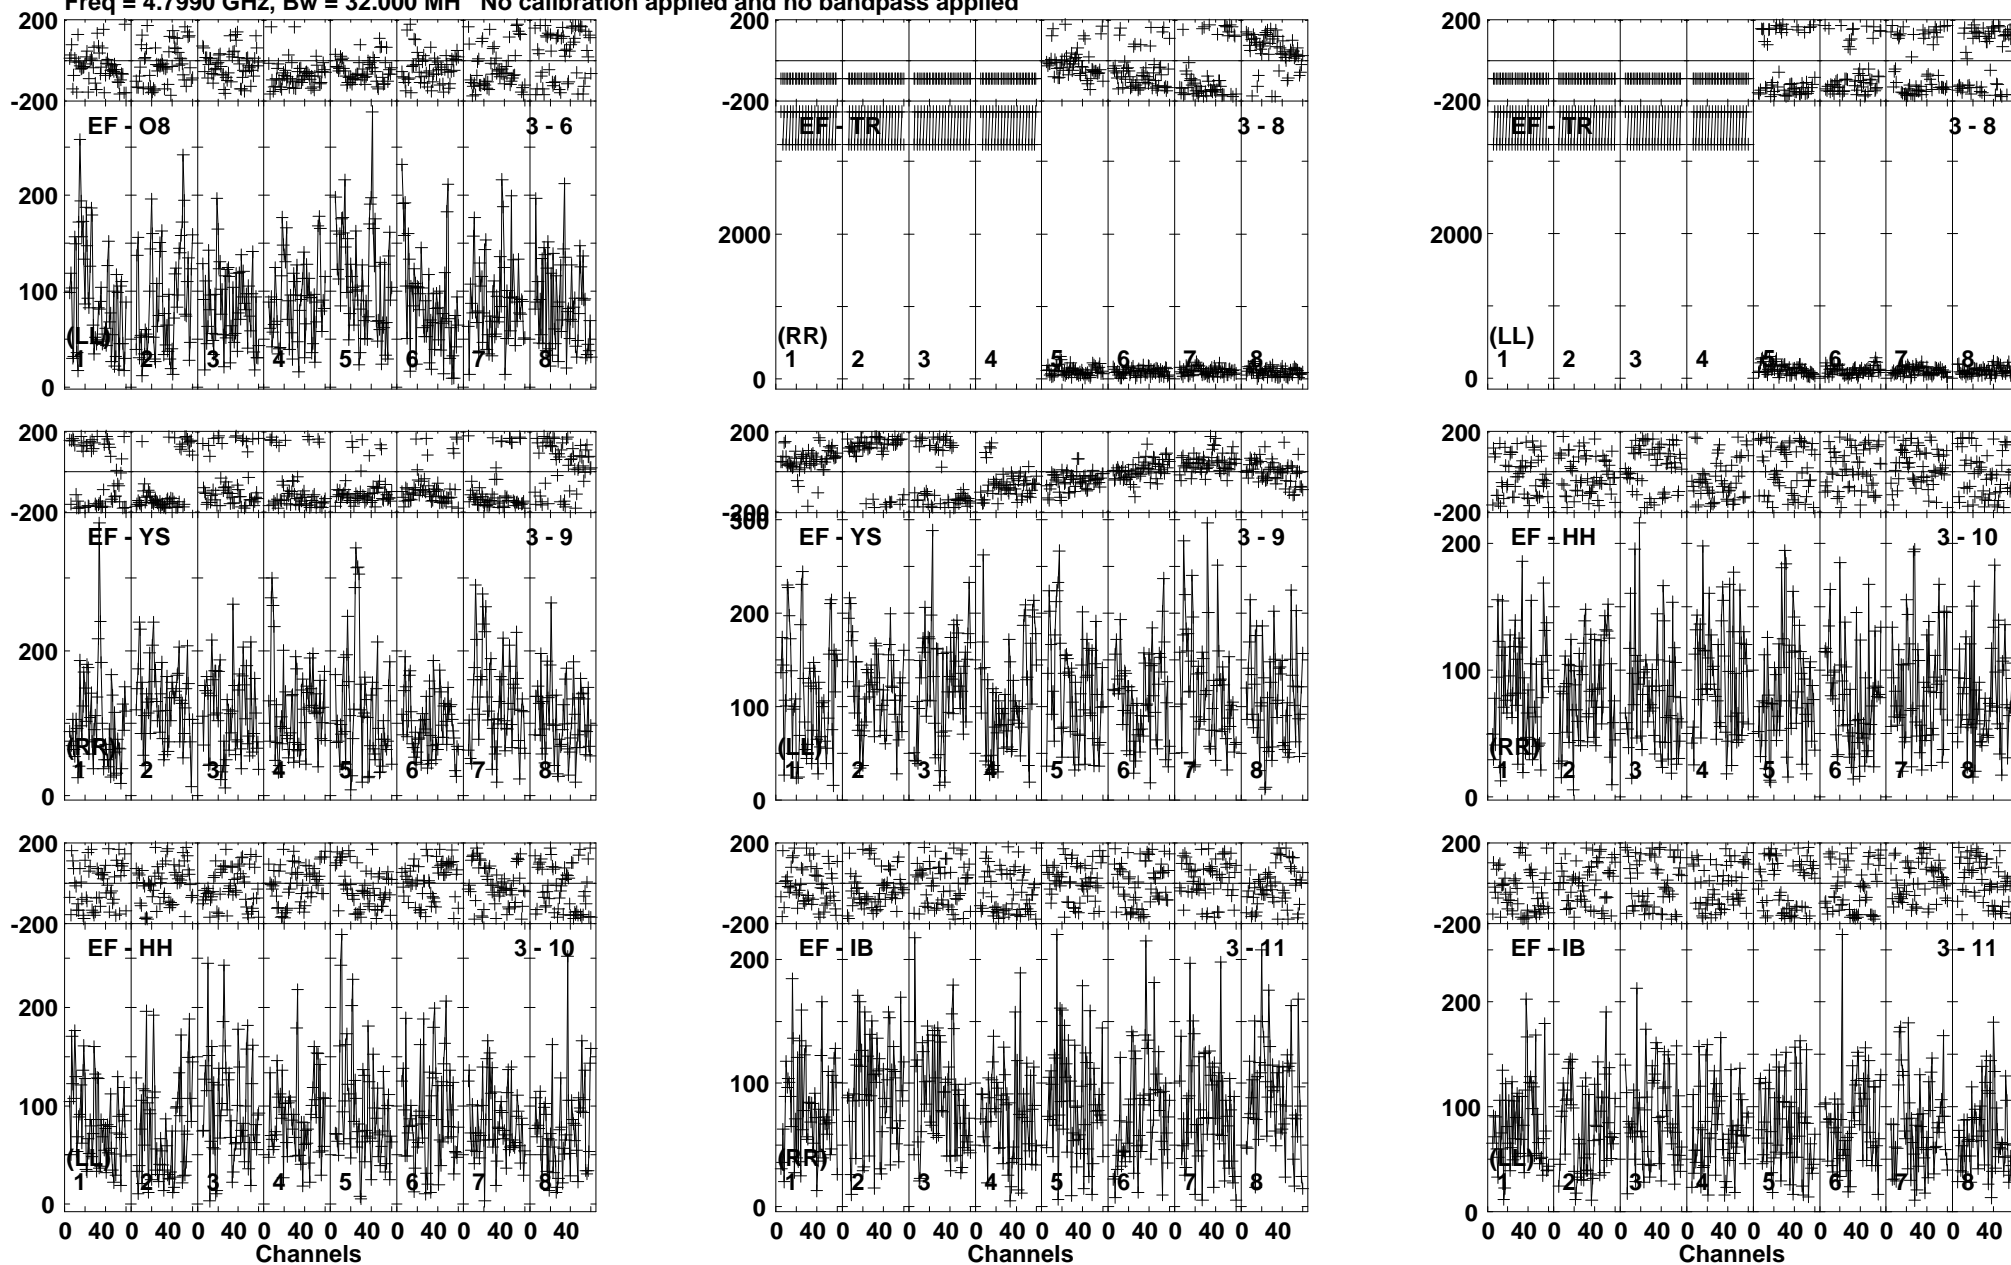 Freq = 4.7990 GHz, Bw = 32.000 MH No calibration applied and no bandpass applied
200 200 200
-200 -200 -200
EF - O8 3 - 6 EF - TR 3 - 8 EF - TR 3 - 8
200 2000 2000
100
(LL) (RR) (LL)
1 2 3 4 5 6 7 8 1 2 3 4 5 6 7 8 1 2 3 4 5 6 7 8
0 0 0
200 200 200
-200 -200 -200
300
EF - YS 3 - 9 EF - YS 3 - 9 EF - HH 3 - 10
200 200 200
100 100
(RR) (LL) (RR)
1 2 3 4 5 6 7 8 1 2 3 4 5 6 7 8 1 2 3 4 5 6 7 8
0 0 0
200 200 200
-200 -200 -200
EF - HH 3 - 10 EF - IB 3 - 11 EF - IB 3 - 11
200 200 200
100 100 100
(LL) (RR) (LL)
1 2 3 4 5 6 7 8 1 2 3 4 5 6 7 8 1 2 3 4 5 6 7 8
0 0 0
0 40 0 40 0 40 0 40 0 40 0 40 0 40 0 40 0 40 0 40 0 40 0 40 0 40 0 40 0 40 0 40 0 40 0 40 0 40 0 40 0 40 0 40 0 40 0 40
Channels Channels Channels